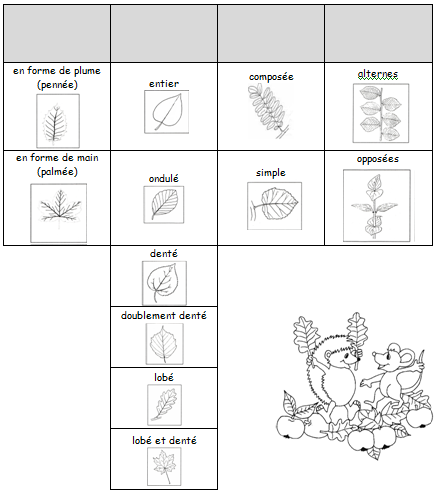 en forme de plume
(pennée)
entier
composée
alternes
en forme de main
(palmée)
ondulé
simple
opposées
denté
doublement denté
lobé
lobé et denté